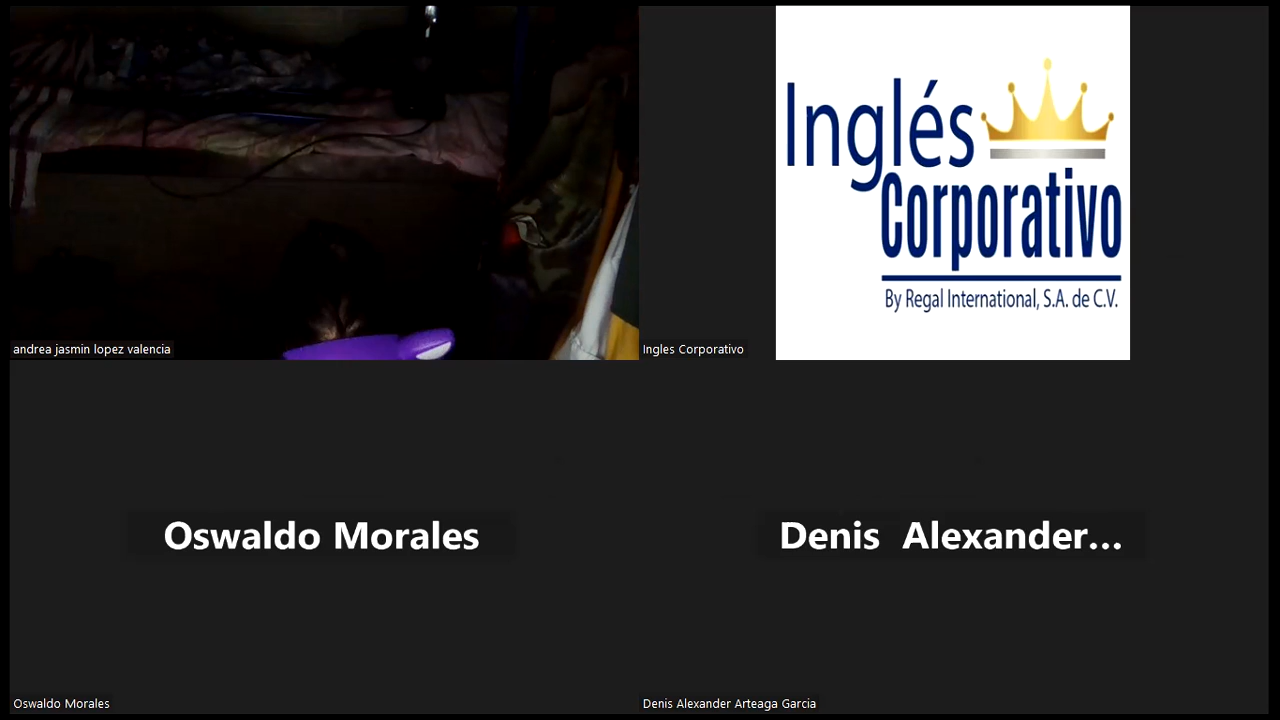 Inglés
Corporativo
By Regal International, S.A. de C.V.
andrea jasmin lopez valencia
Ingles Corporativo
Oswaldo Morales
Denis Alexander...
Oswaldo Morales
Denis Alexander Arteaga Garcia